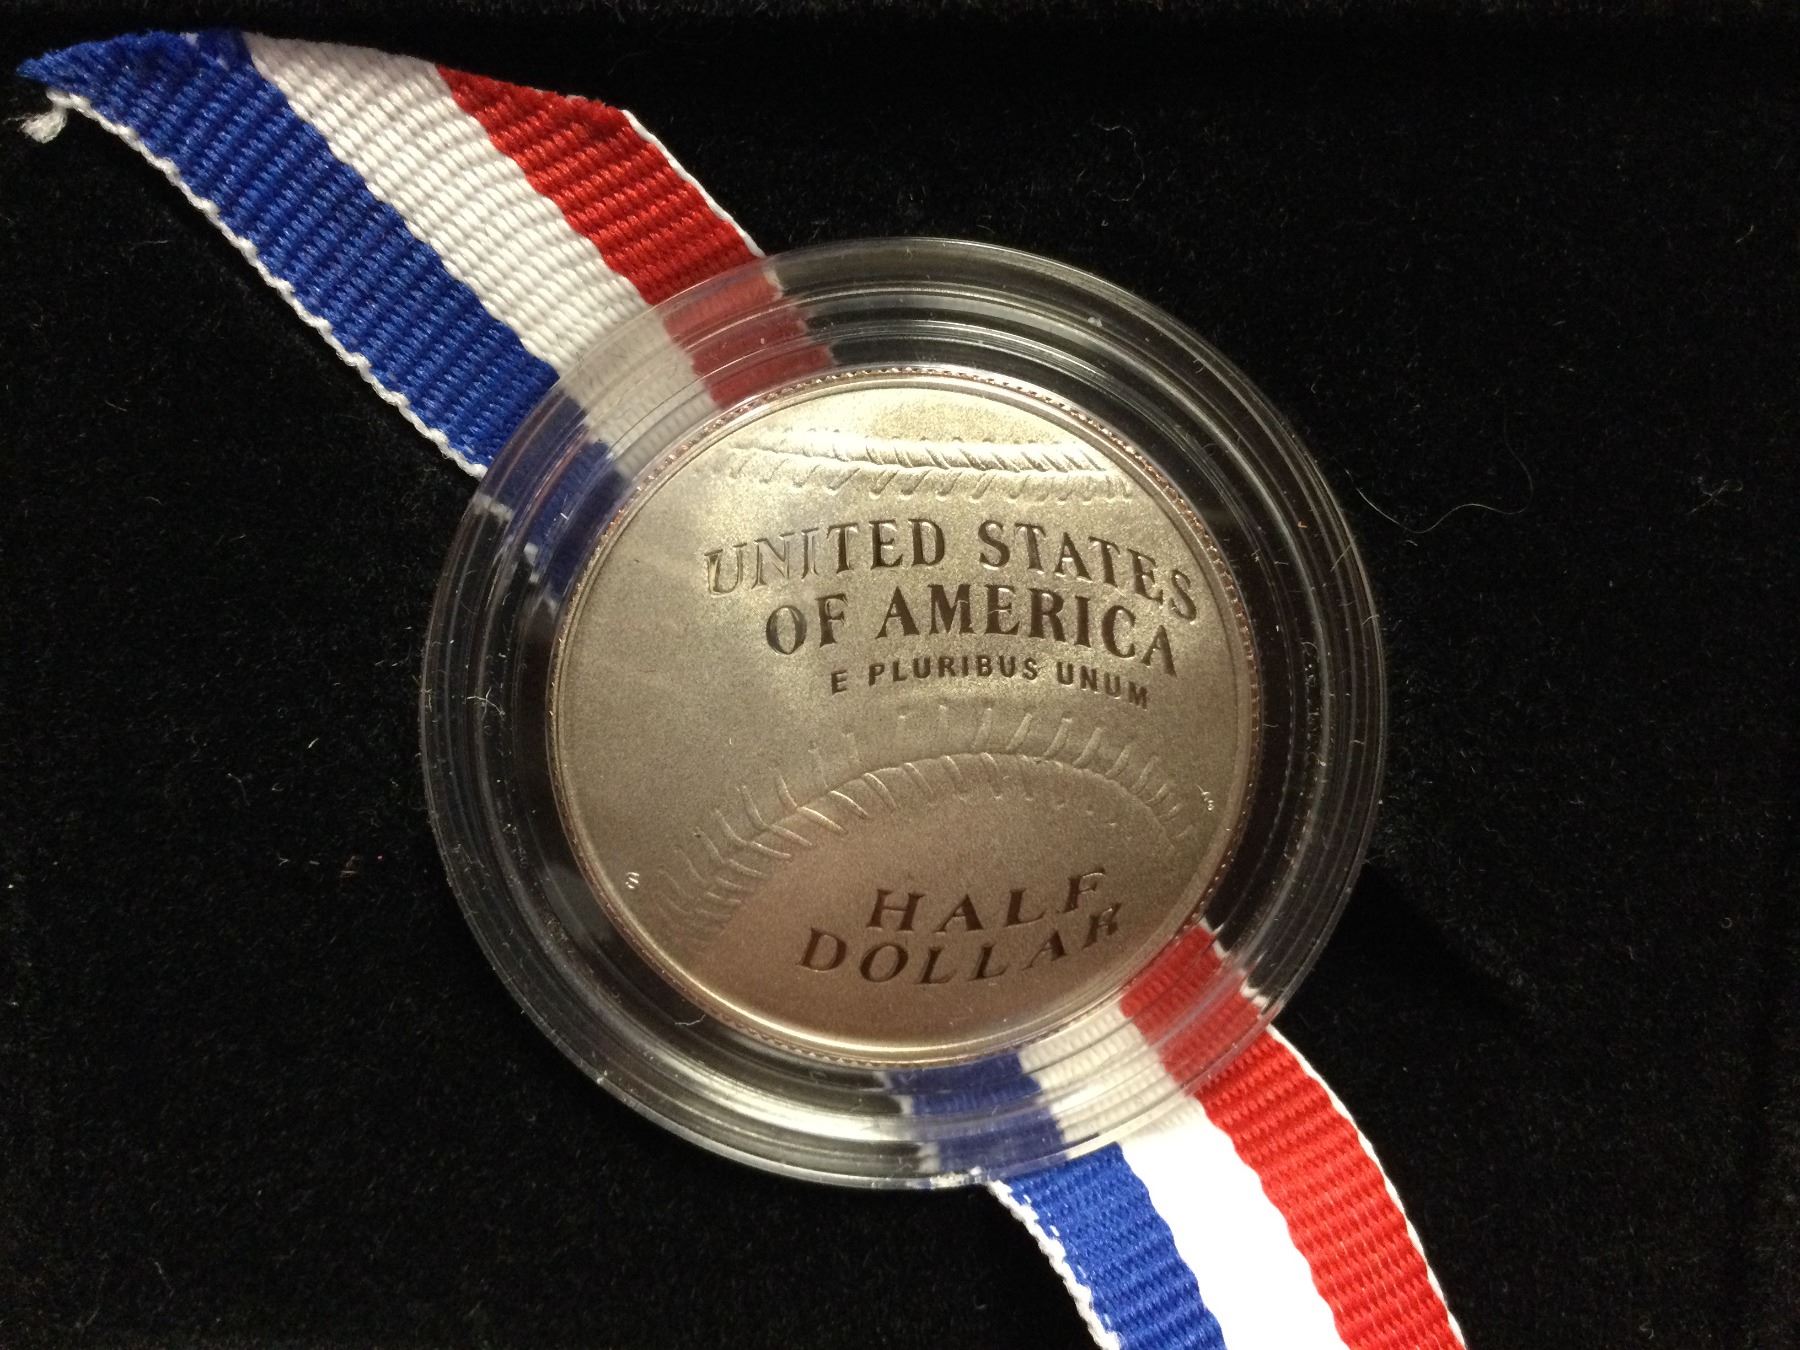 UNITED STATES
OF AMERICA
E PLURIBUS UNUM
S
HALF
DOLLAR